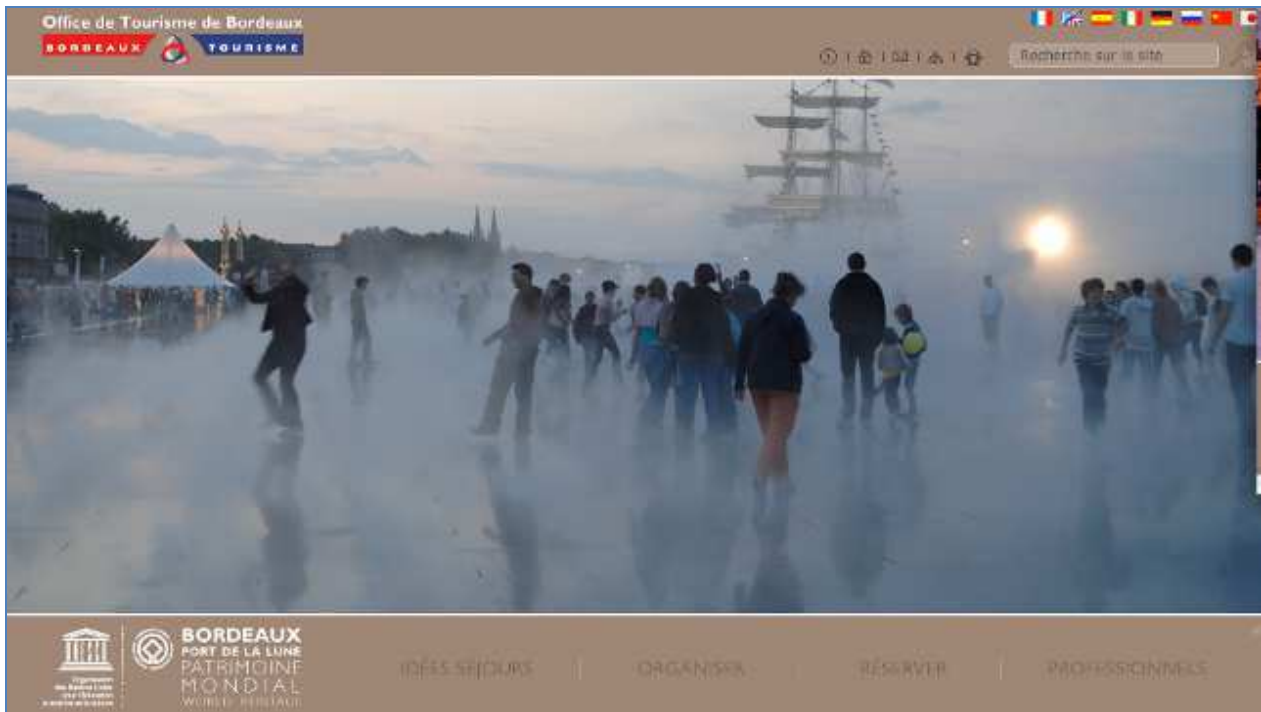 Office de Tourisme de Bordeaux
BORDEAUX TOURISME
Recherche sur le site
BORDEAUX
PORT DE LA LUNE
PATRIMOINE
MONDIAL
WORLD HERITAGE
IDÉES SÉJOURS
ORGANISER
RÉSERVER
PROFESSIONNELS